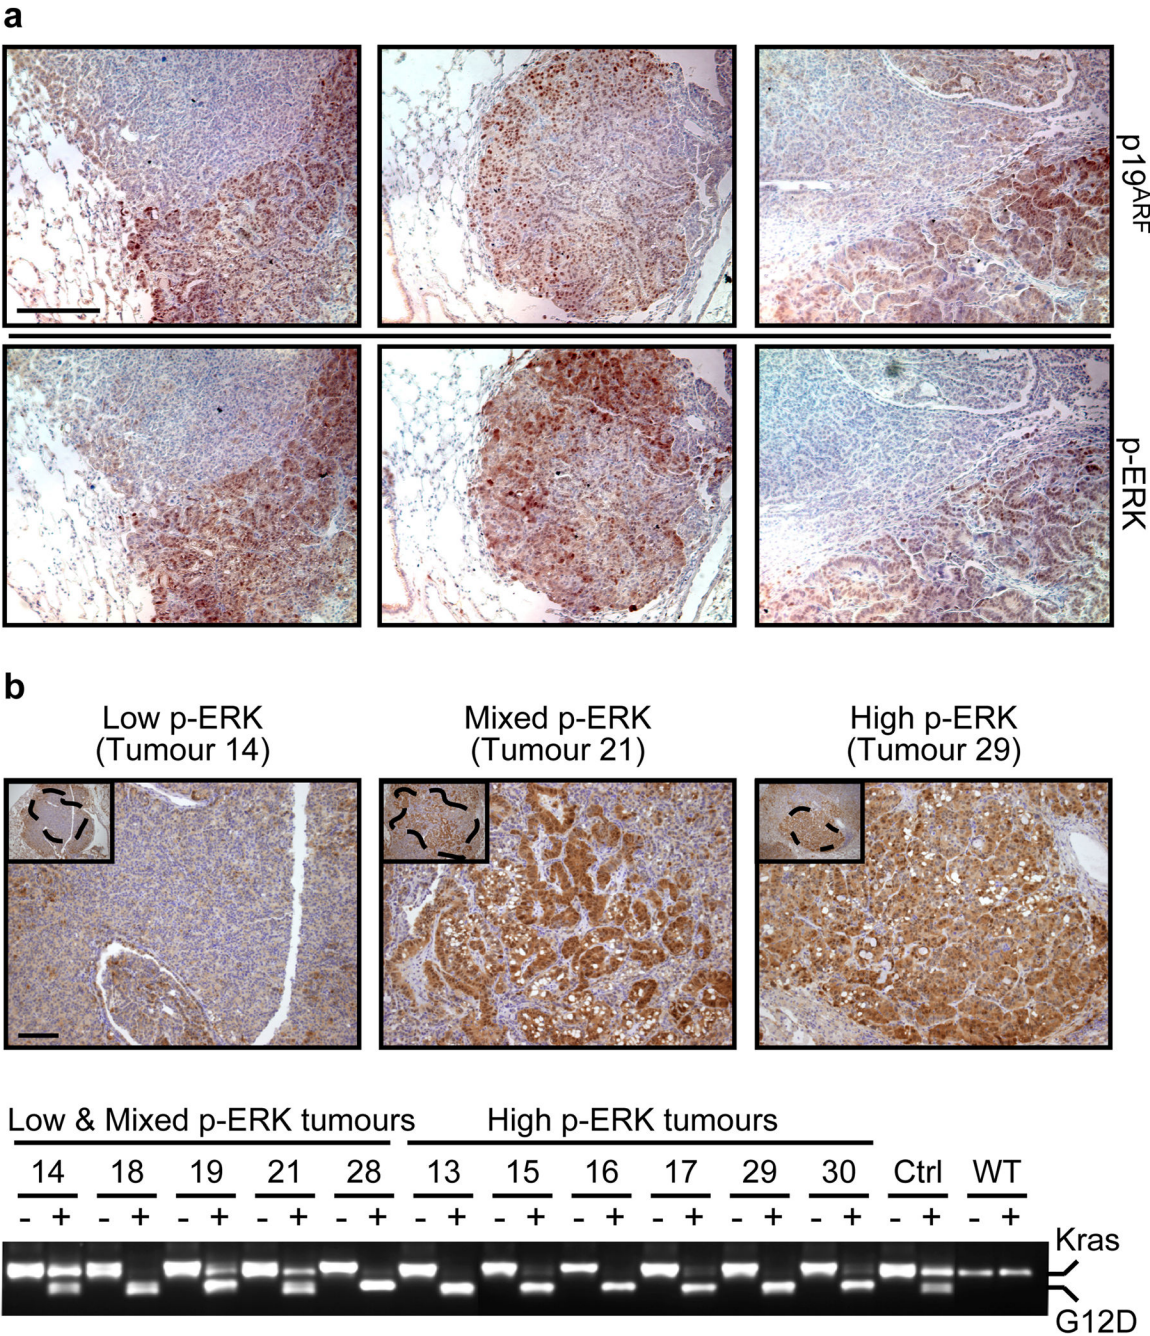 a
p19ARF
p-ERK
b
Low p-ERK
(Tumour 14)
Mixed p-ERK
(Tumour 21)
High p-ERK
(Tumour 29)
Low & Mixed p-ERK tumours
High p-ERK tumours
14 18 19 21 28 13 15 16 17 29 30 Ctrl WT
- + - + - + - + - + - + - + - + - + - + - + - + - +
Kras
G12D